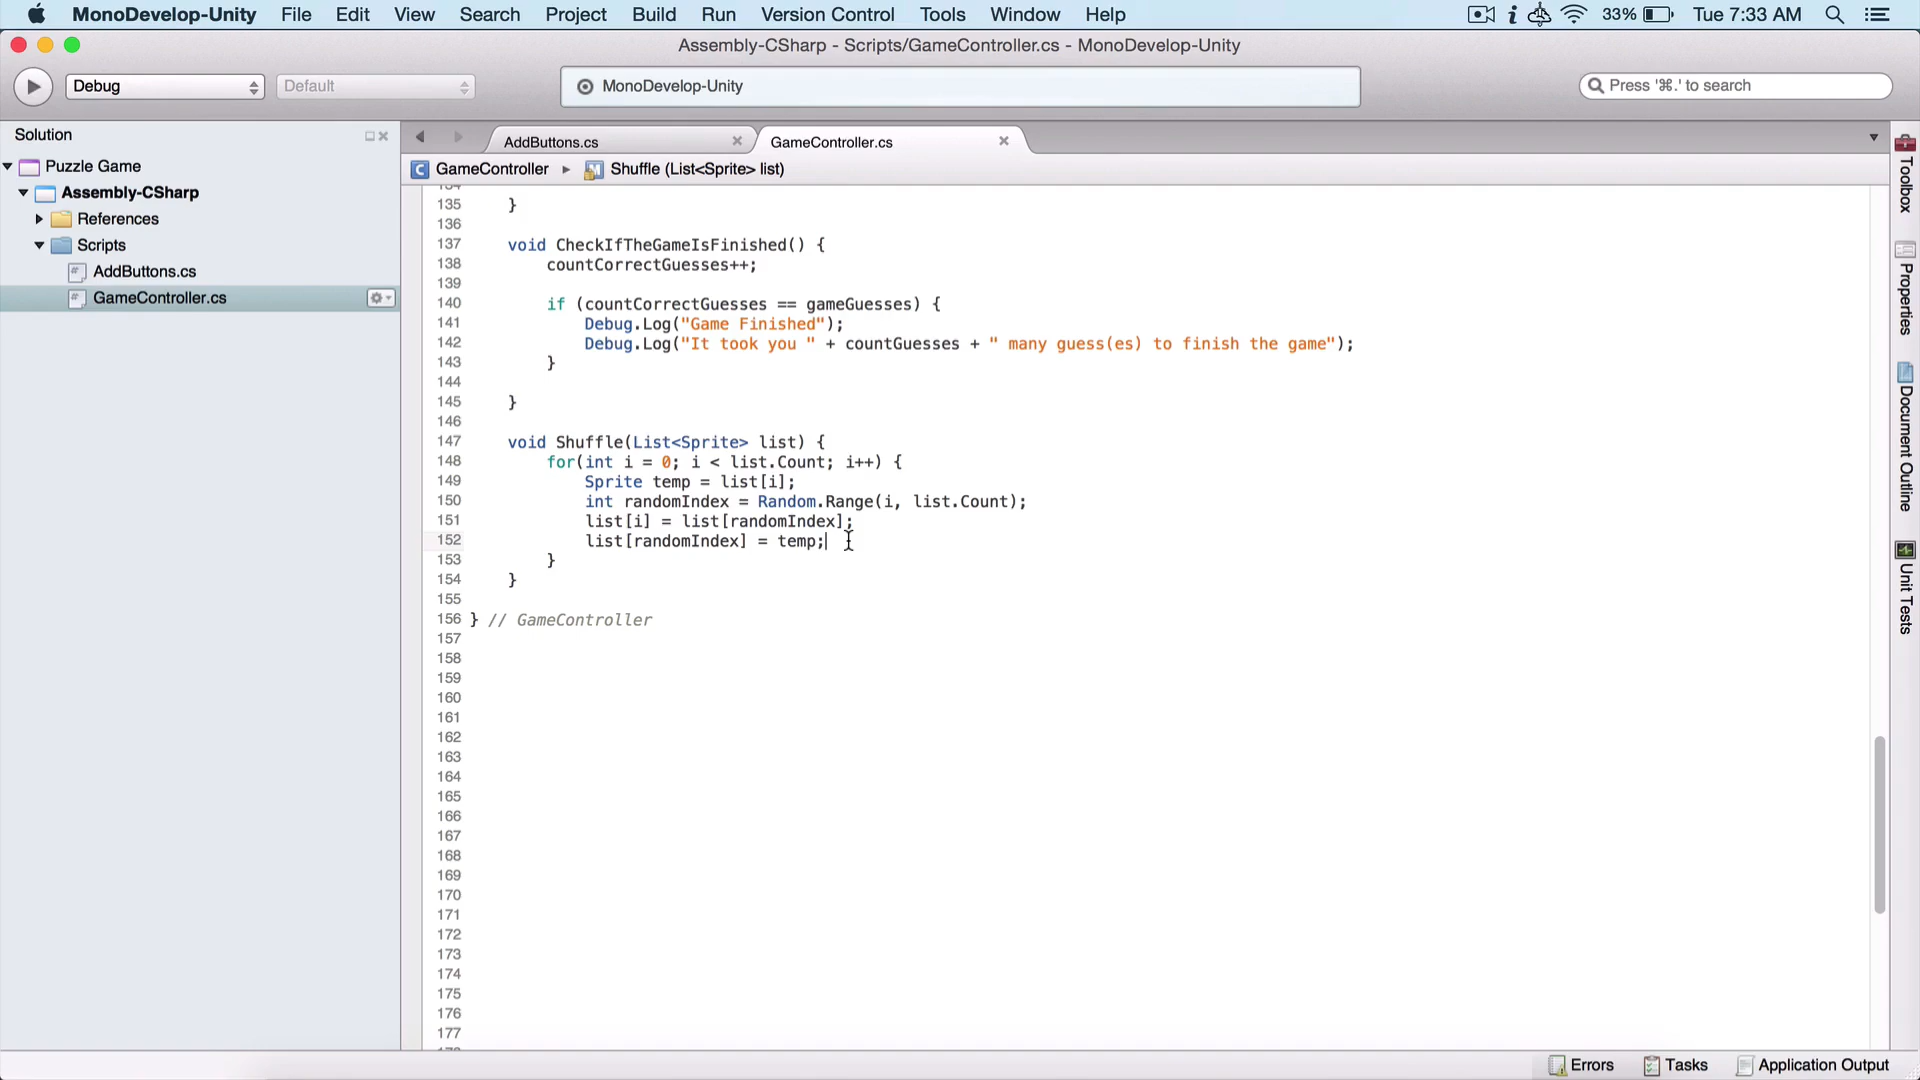 MonoDevelop-Unity File Edit View Search Project Build Run Version Control Tools Window Help 33% Tue 7:33 AM
Assembly-CSharp - Scripts/GameController.cs - MonoDevelop-Unity
Debug Default MonoDevelop-Unity Press '⌘.' to search
Solution
Puzzle Game
Assembly-CSharp
References
Scripts
AddButtons.cs
GameController.cs
AddButtons.cs GameController.cs
GameController Shuffle (List<Sprite> list)
134
135 }
136
137 void CheckIfTheGameIsFinished() {
138 countCorrectGuesses++;
139
140 if (countCorrectGuesses == gameGuesses) {
141 Debug.Log("Game Finished");
142 Debug.Log("It took you " + countGuesses + " many guess(es) to finish the game");
143 }
144
145 }
146
147 void Shuffle(List<Sprite> list) {
148 for(int i = 0; i < list.Count; i++) {
149 Sprite temp = list[i];
150 int randomIndex = Random.Range(i, list.Count);
151 list[i] = list[randomIndex];
152 list[randomIndex] = temp;
153 }
154 }
155
156 } // GameController
157
158
159
160
161
162
163
164
165
166
167
168
169
170
171
172
173
174
175
176
177
Toolbox
Properties
Document Outline
Unit Tests
Errors Tasks Application Output